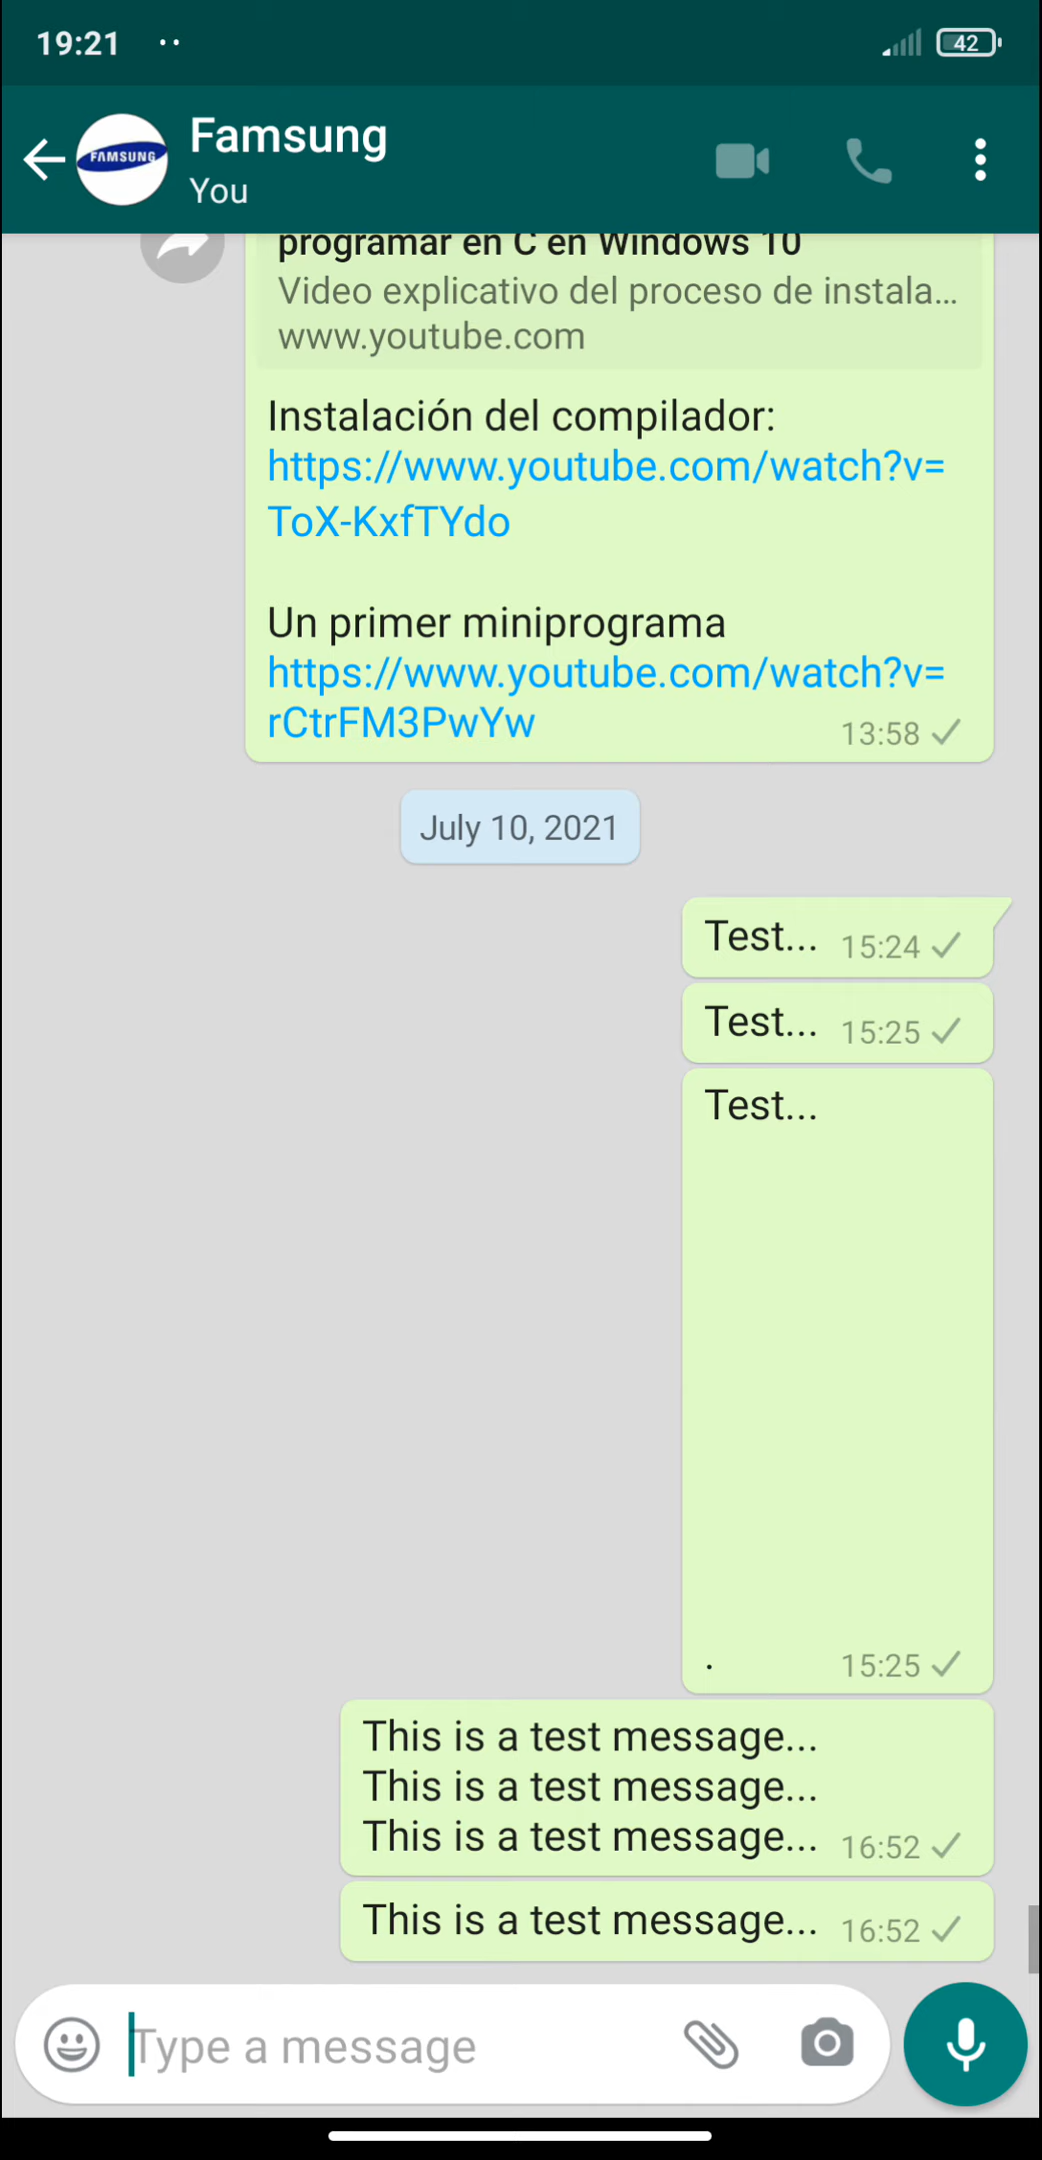 19:21
42
FAMSUNG
Famsung
You
programar en C en Windows 10
Video explicativo del proceso de instala...
www.youtube.com
Instalación del compilador:
https://www.youtube.com/watch?v=
ToX-KxfTYdo
Un primer miniprograma
https://www.youtube.com/watch?v=
rCtrFM3PwYw
13:58
July 10, 2021
Test... 15:24
Test... 15:25
Test...
. 15:25
This is a test message...
This is a test message...
This is a test message... 16:52
This is a test message... 16:52
Type a message